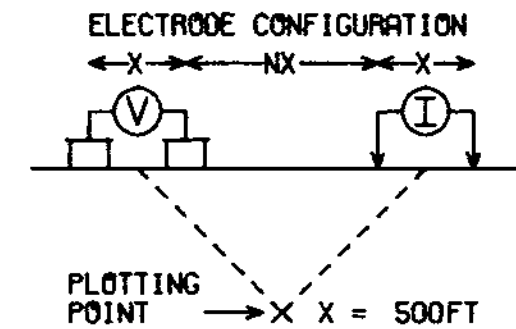 ELECTRODE CONFIGURATION
X NX X
V I
PLOTTING
POINT X X = 500FT